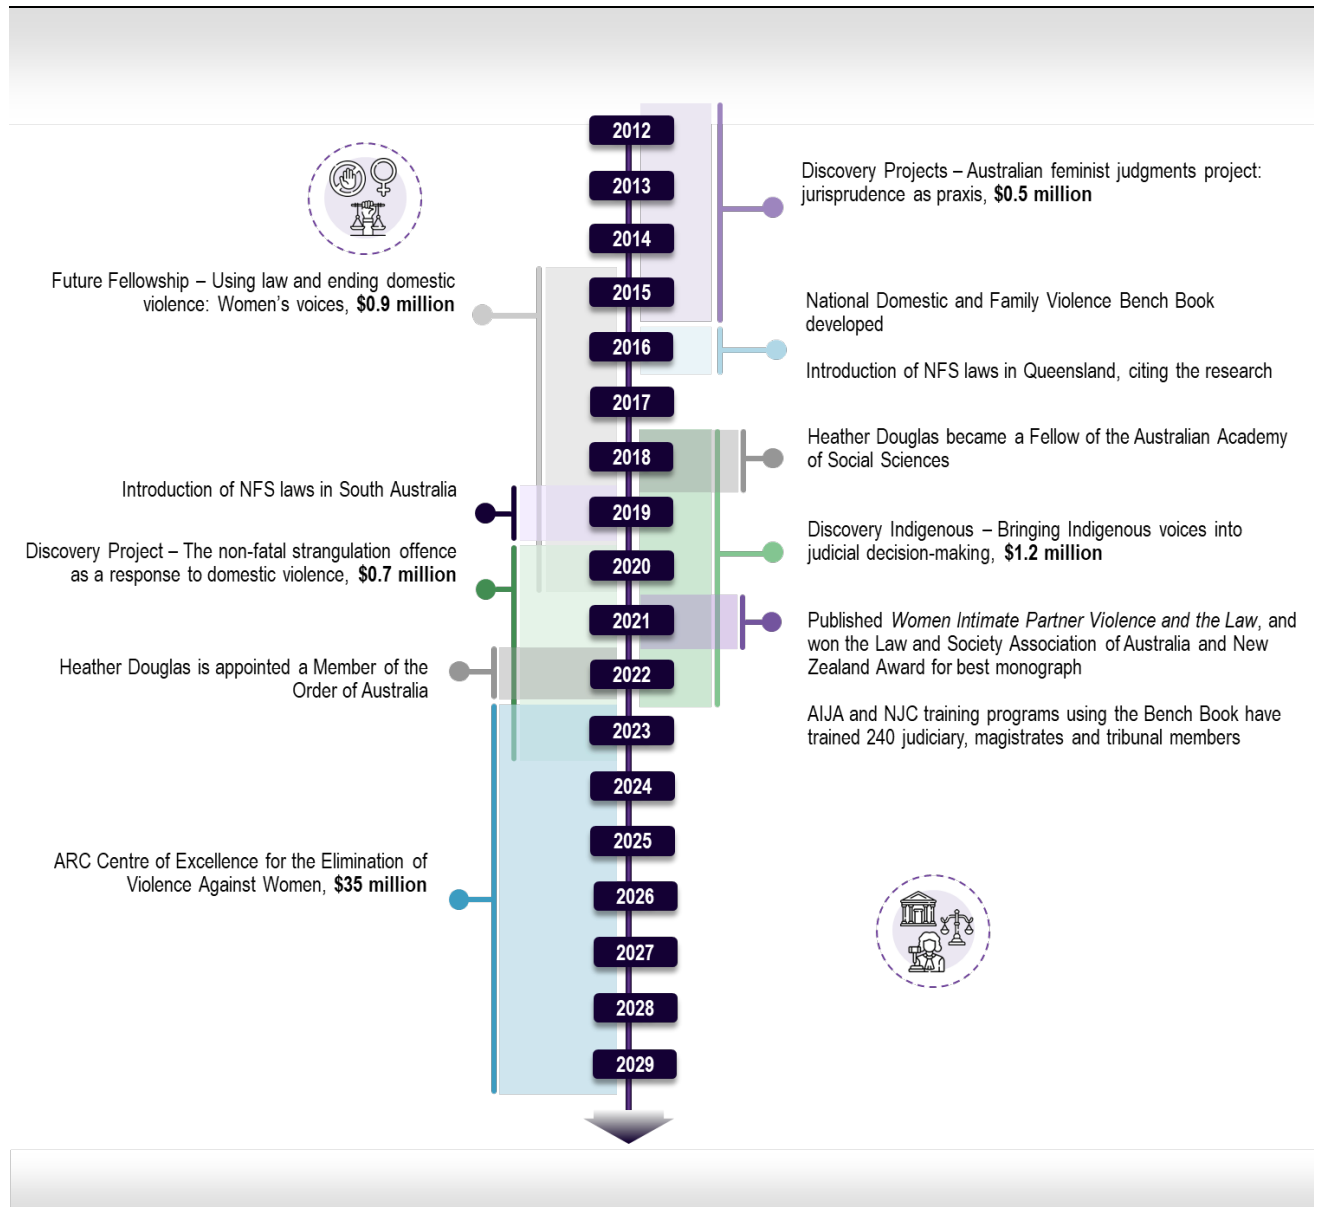 2012
2013
2014
2015
2016
2017
2018
2019
2020
2021
2022
2023
2024
2025
2026
2027
2028
2029
Future Fellowship – Using law and ending domestic
violence: Women's voices, $0.9 million
Introduction of NFS laws in South Australia
Discovery Project – The non-fatal strangulation offence
as a response to domestic violence, $0.7 million
Heather Douglas is appointed a Member of the
Order of Australia
ARC Centre of Excellence for the Elimination of
Violence Against Women, $35 million
Discovery Projects – Australian feminist judgments project:
jurisprudence as praxis, $0.5 million
National Domestic and Family Violence Bench Book
developed
Introduction of NFS laws in Queensland, citing the research
Heather Douglas became a Fellow of the Australian Academy
of Social Sciences
Discovery Indigenous – Bringing Indigenous voices into
judicial decision-making, $1.2 million
Published Women Intimate Partner Violence and the Law, and
won the Law and Society Association of Australia and New
Zealand Award for best monograph
AIJA and NJC training programs using the Bench Book have
trained 240 judiciary, magistrates and tribunal members